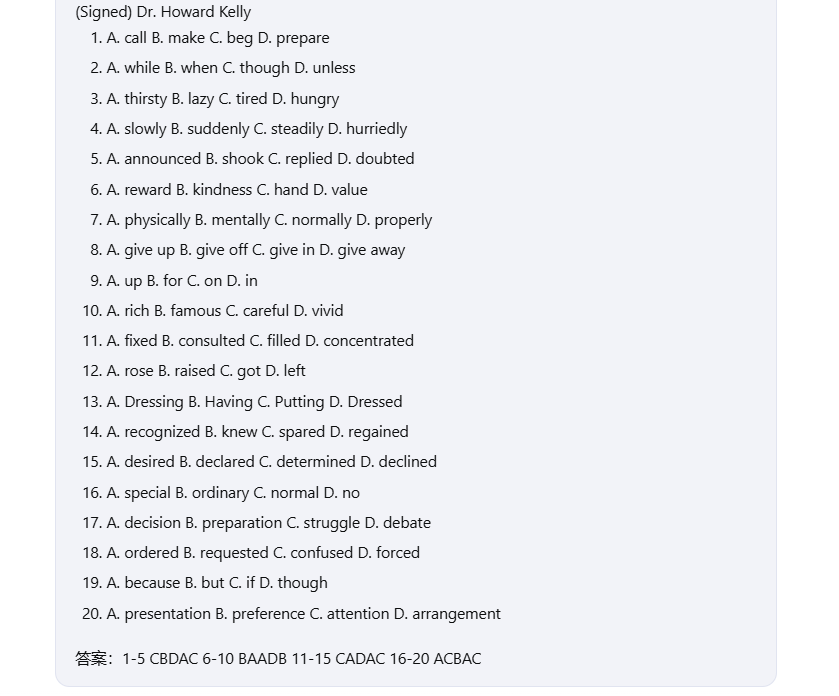 (Signed) Dr. Howard Kelly
1. A. call B. make C. beg D. prepare
2. A. while B. when C. though D. unless
3. A. thirsty B. lazy C. tired D. hungry
4. A. slowly B. suddenly C. steadily D. hurriedly
5. A. announced B. shook C. replied D. doubted
6. A. reward B. kindness C. hand D. value
7. A. physically B. mentally C. normally D. properly
8. A. give up B. give off C. give in D. give away
9. A. up B. for C. on D. in
10. A. rich B. famous C. careful D. vivid
11. A. fixed B. consulted C. filled D. concentrated
12. A. rose B. raised C. got D. left
13. A. Dressing B. Having C. Putting D. Dressed
14. A. recognized B. knew C. spared D. regained
15. A. desired B. declared C. determined D. declined
16. A. special B. ordinary C. normal D. no
17. A. decision B. preparation C. struggle D. debate
18. A. ordered B. requested C. confused D. forced
19. A. because B. but C. if D. though
20. A. presentation B. preference C. attention D. arrangement
答案：1-5 CBDAC 6-10 BAADB 11-15 CADAC 16-20 ACBAC